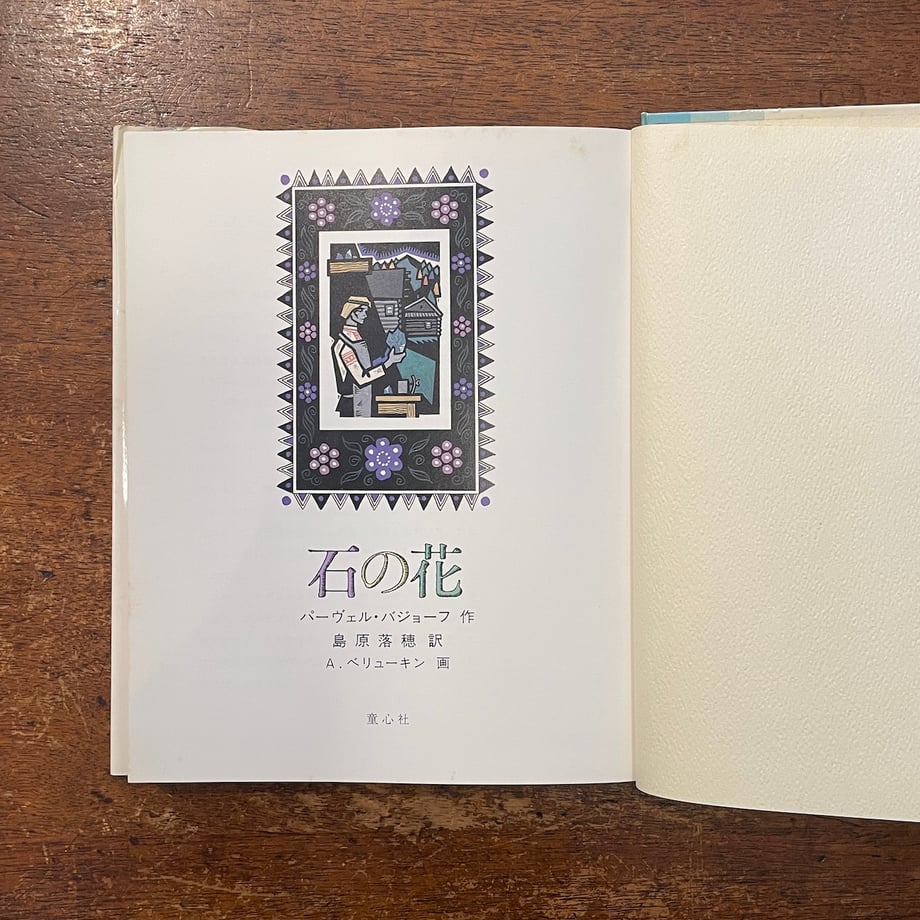 石の花
パーヴェル・バジョーフ 作
島原落穂 訳
A.ベリューキン 画
童心社